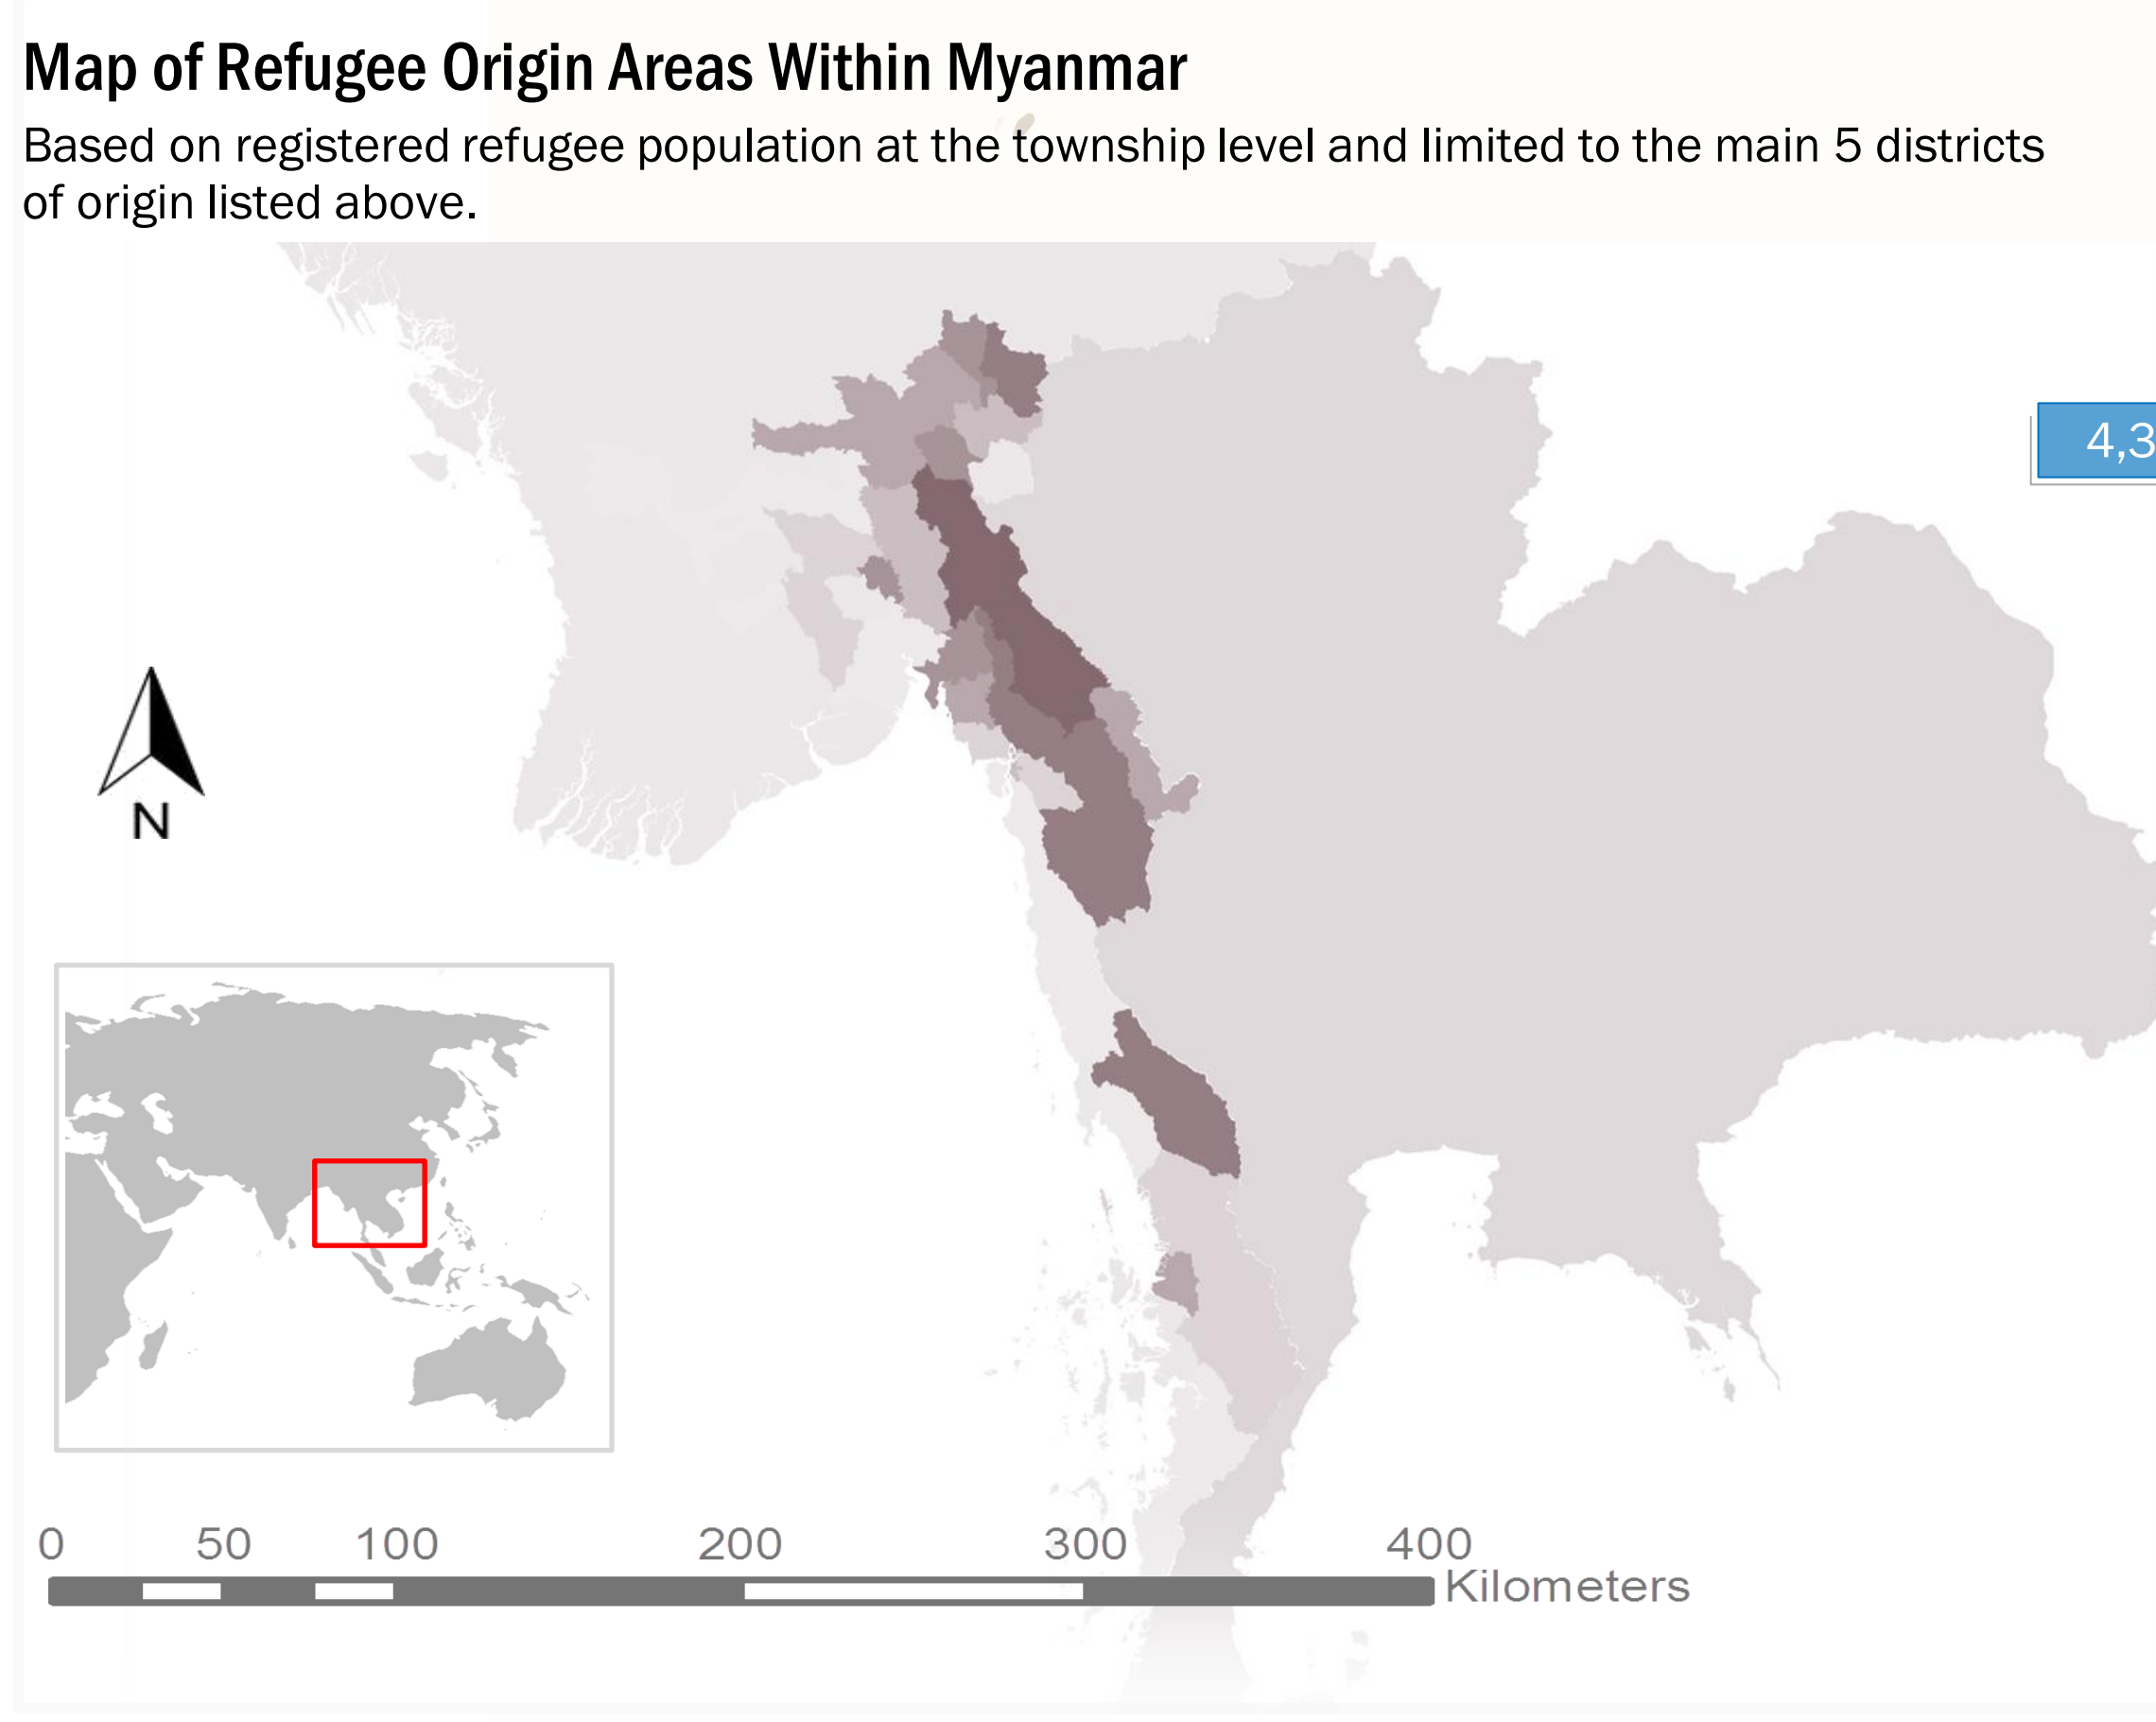 Map of Refugee Origin Areas Within Myanmar
Based on registered refugee population at the township level and limited to the main 5 districts
of origin listed above.
4,3
N
0 50 100 200 300 400
Kilometers